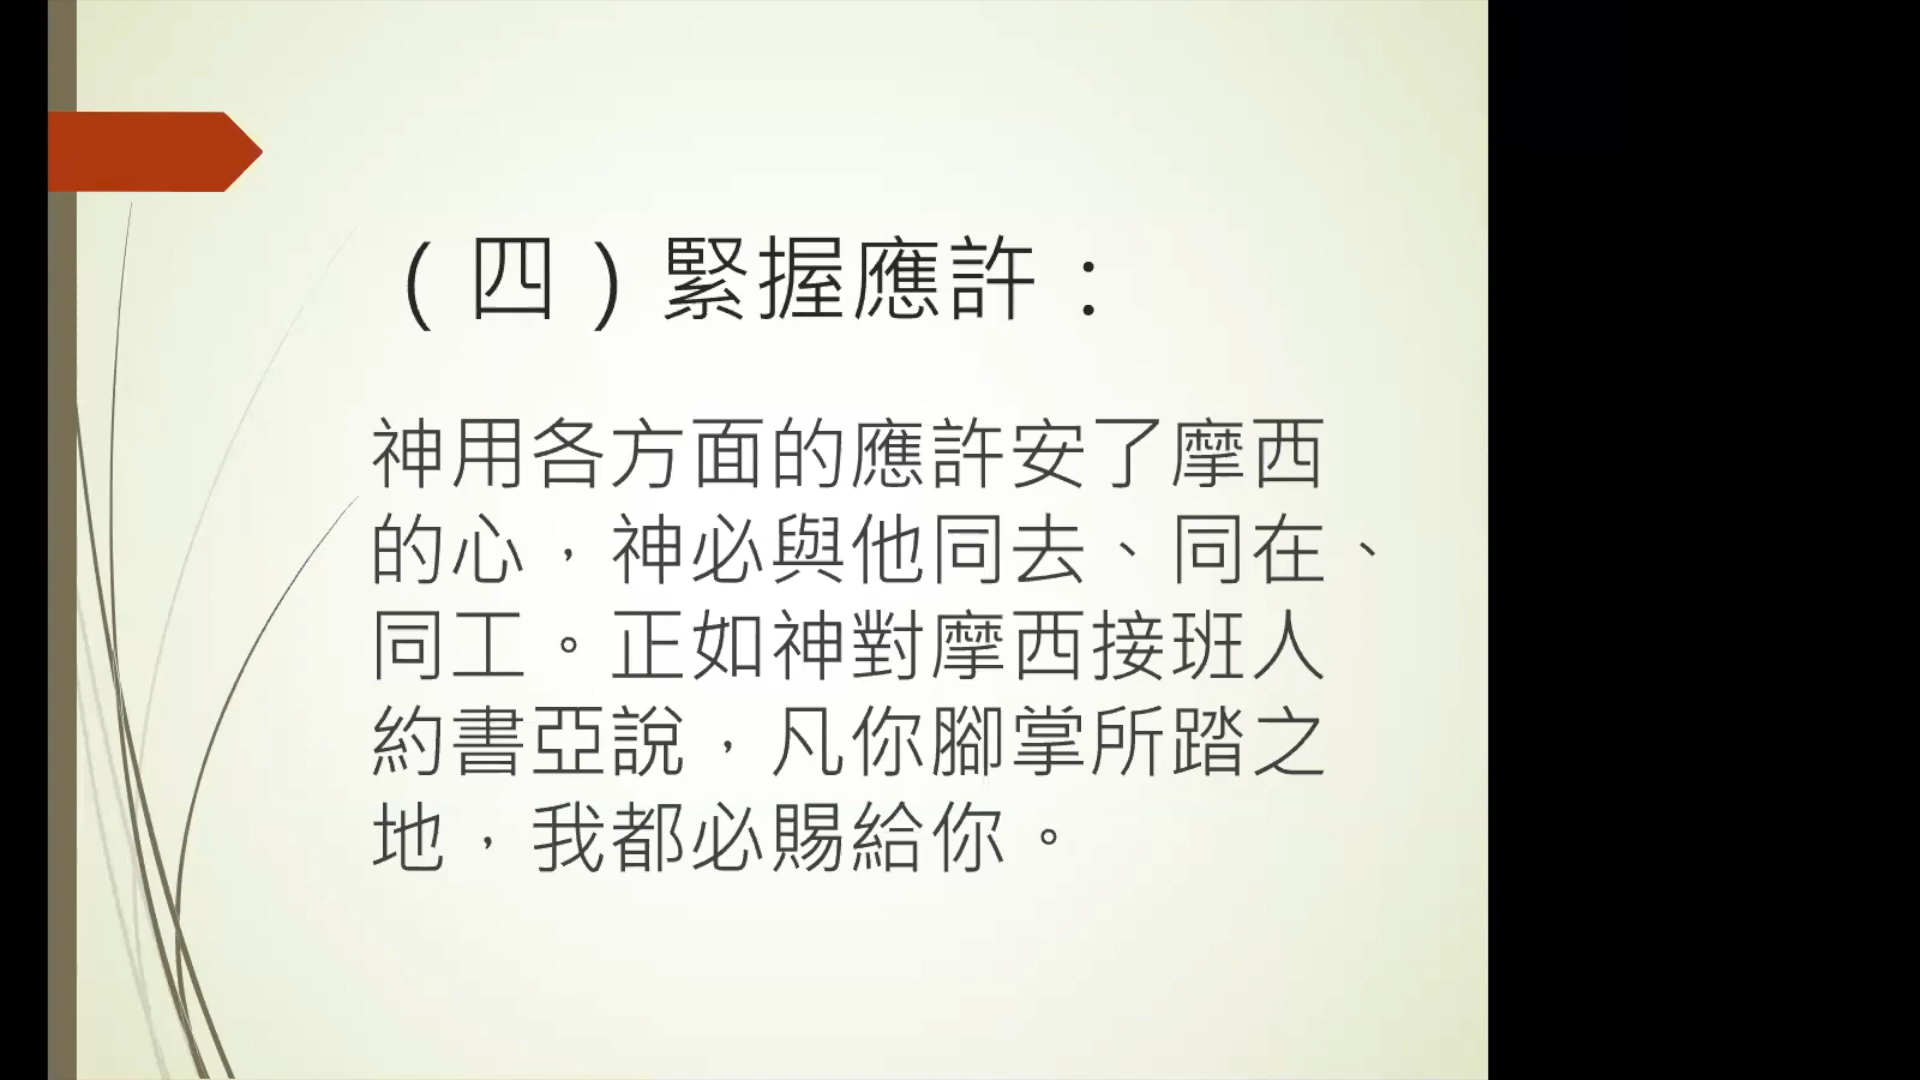 （四）緊握應許：
神用各方面的應許安了摩西
的心，神必與他同去、同在、
同工。正如神對摩西接班人
約書亞說，凡你腳掌所踏之
地，我都必賜給你。